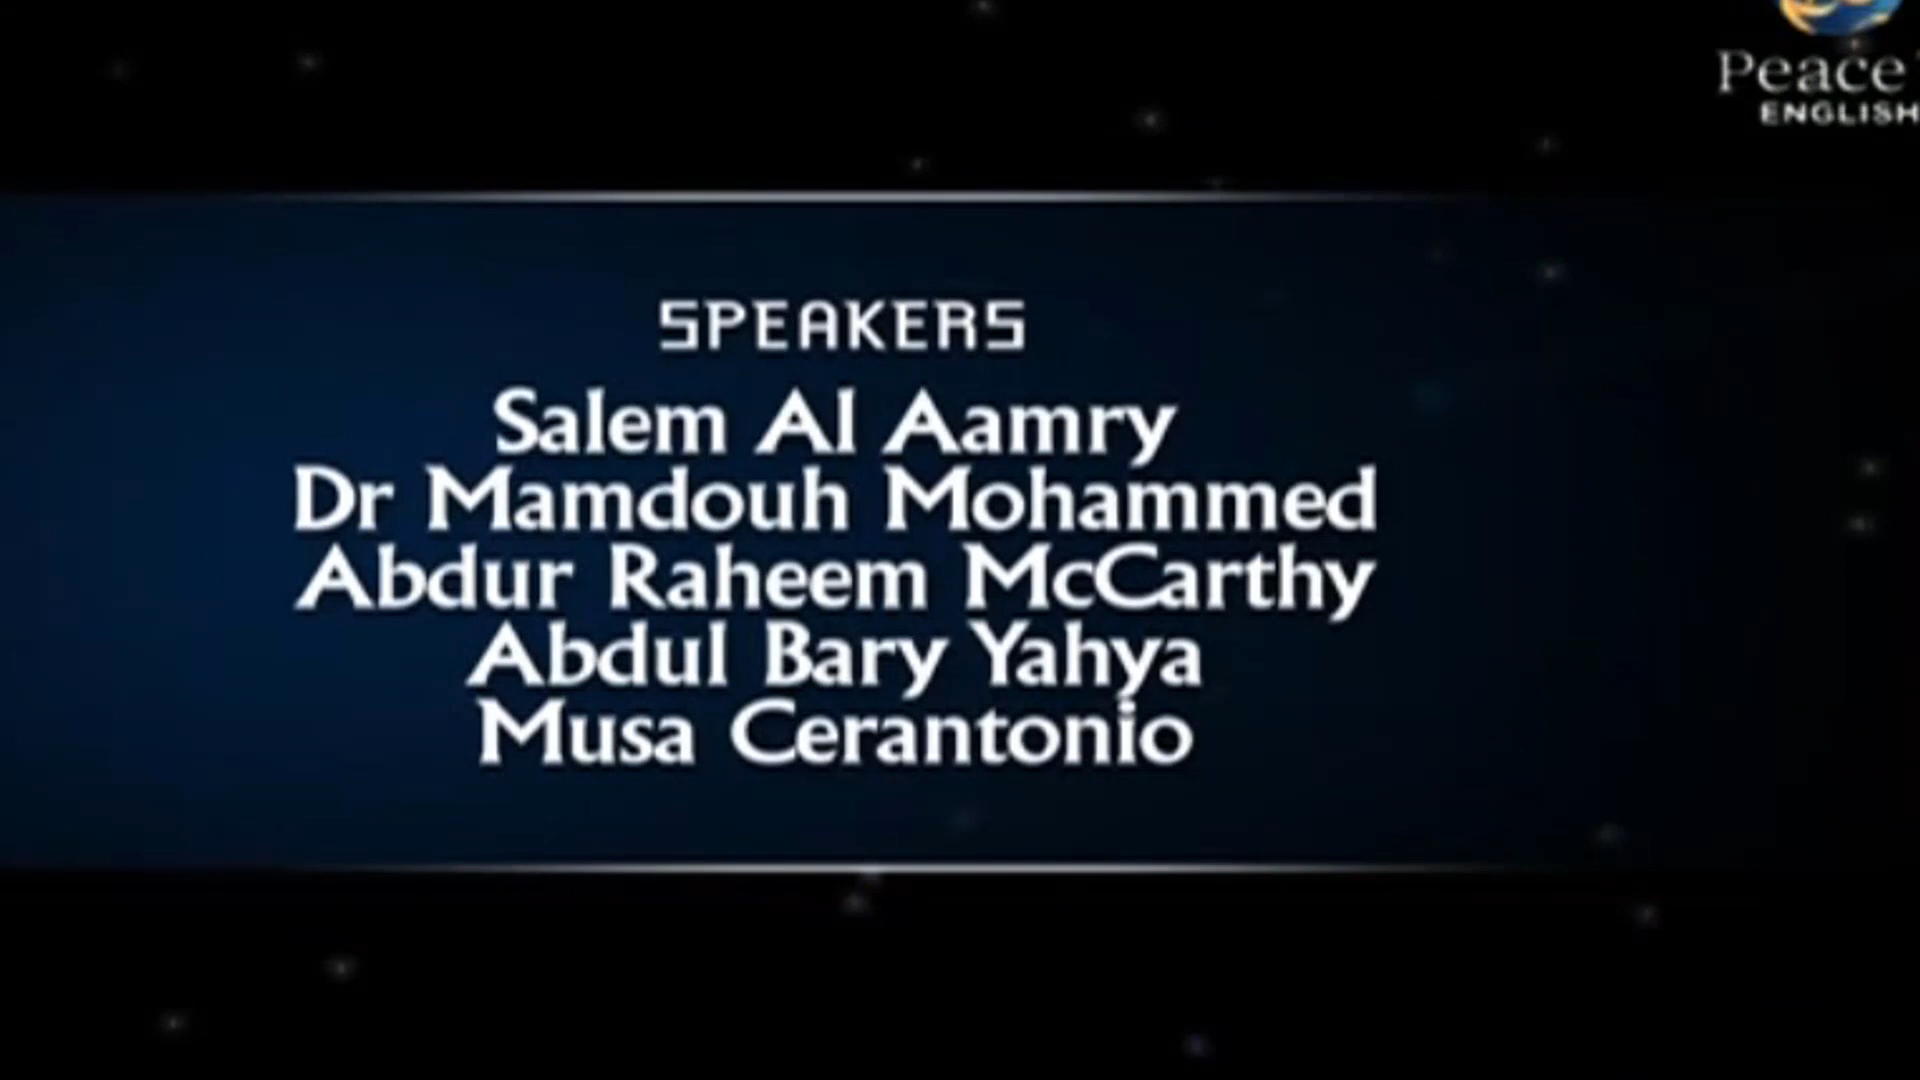 Peace
ENGLISH
SPEAKERS
Salem Al Aamry
Dr Mamdouh Mohammed
Abdur Raheem McCarthy
Abdul Bary Yahya
Musa Cerantonio